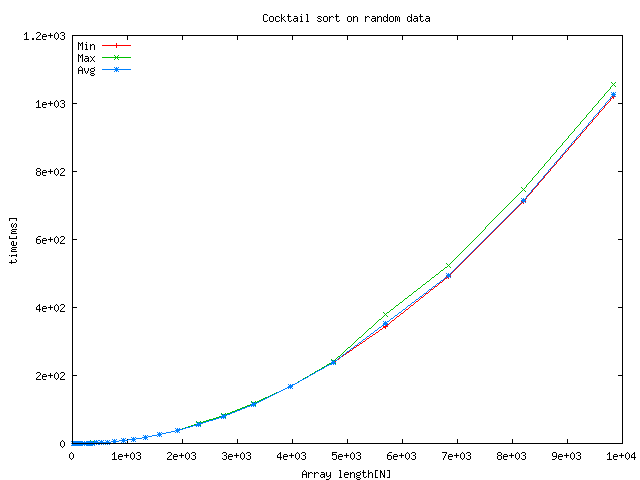 Cocktail sort on random data
1.2e+03
1e+03
8e+02
6e+02
4e+02
2e+02
0
Min
Max
Avg
time[ms]
0 1e+03 2e+03 3e+03 4e+03 5e+03 6e+03 7e+03 8e+03 9e+03 1e+04
Array length[N]